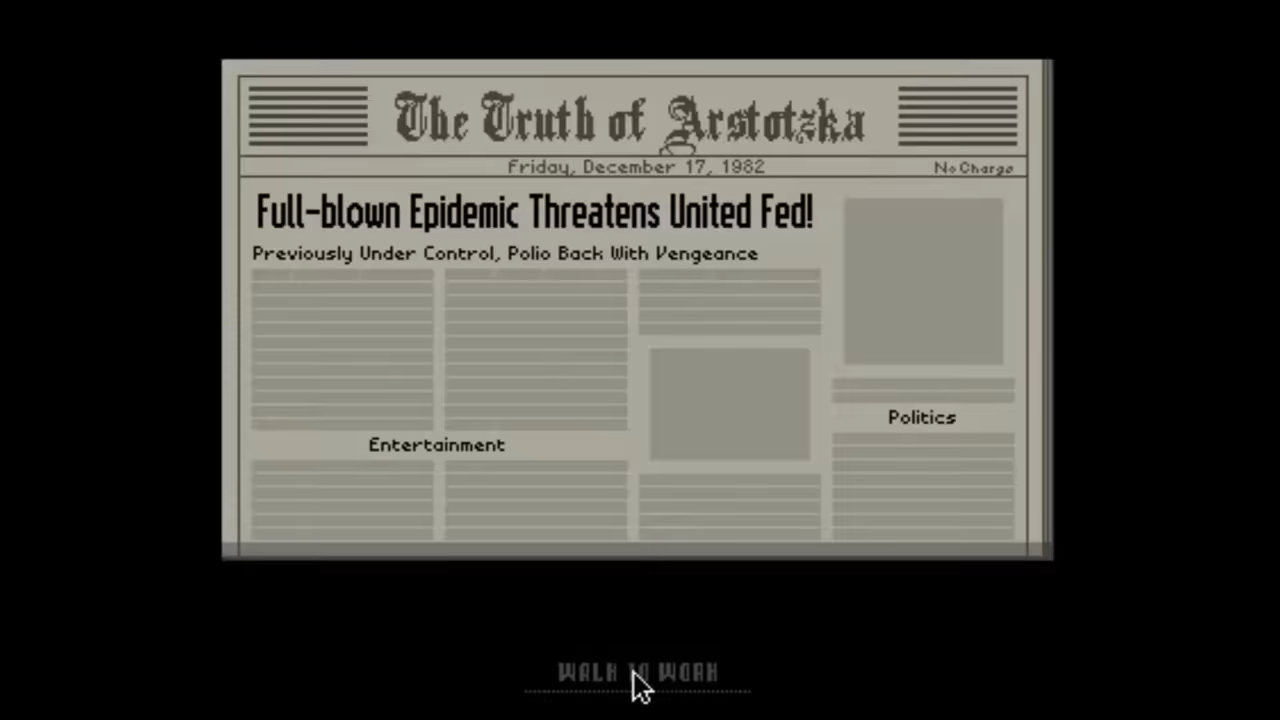 The Truth of Arstotzka
Friday, December 17, 1982
No Charge
Full-blown Epidemic Threatens United Fed!
Previously Under Control, Polio Back With Vengeance
Politics
Entertainment
WALK TO WORK